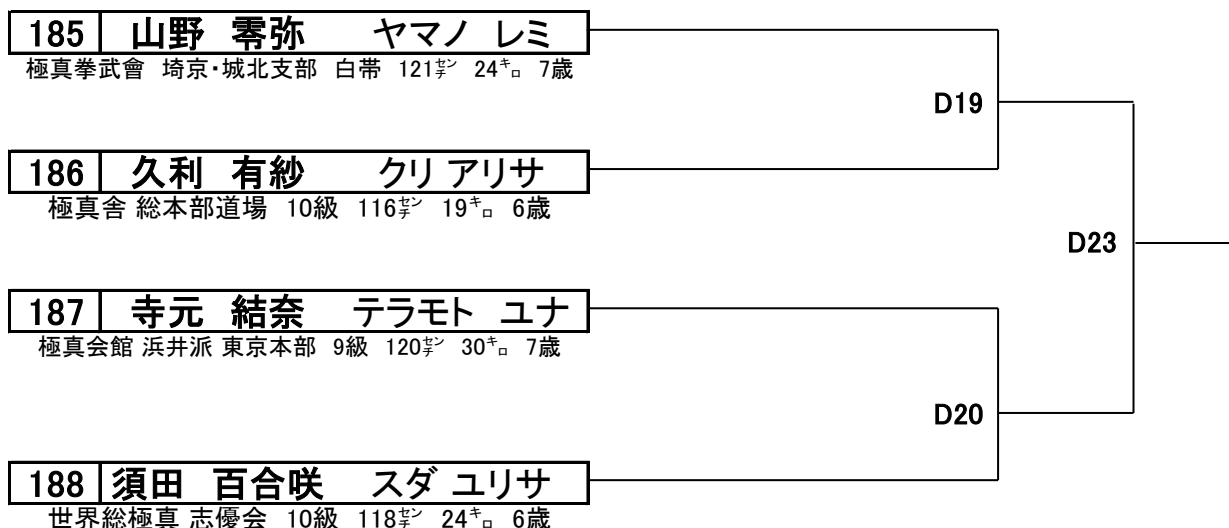 185 山野 零弥 ヤマノ レミ
極真拳武會 埼京・城北支部 白帯 121㌢ 24㌔ 7歳
D19
186 久利 有紗 クリ アリサ
極真舎 総本部道場 10級 116㌢ 19㌔ 6歳
D23
187 寺元 結奈 テラモト ユナ
極真会館 浜井派 東京本部 9級 120㌢ 30㌔ 7歳
D20
188 須田 百合咲 スダ ユリサ
世界総極真 志優会 10級 118㌢ 24㌔ 6歳